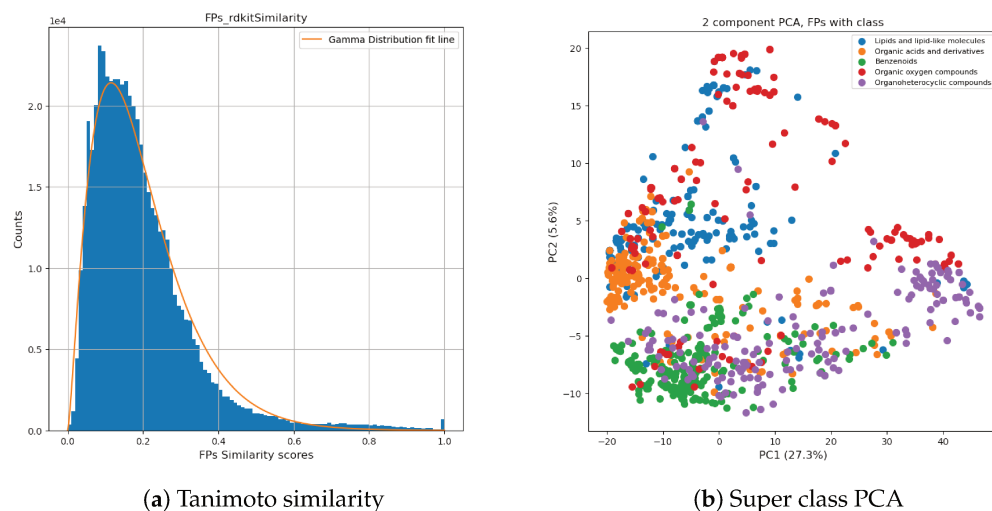 FPs_rdkitSimilarity
1e4
Gamma Distribution fit line
2.0
1.5
1.0
0.5
0.0
Counts
0.0 0.2 0.4 0.6 0.8 1.0
FPs Similarity scores
(a) Tanimoto similarity
2 component PCA, FPs with class
Lipids and lipid-like molecules
Organic acids and derivatives
Benzenoids
Organic oxygen compounds
Organoheterocyclic compounds
20
15
10
5
0
−5
−10
PC2 (5.6%)
−20 −10 0 10 20 30 40
PC1 (27.3%)
(b) Super class PCA